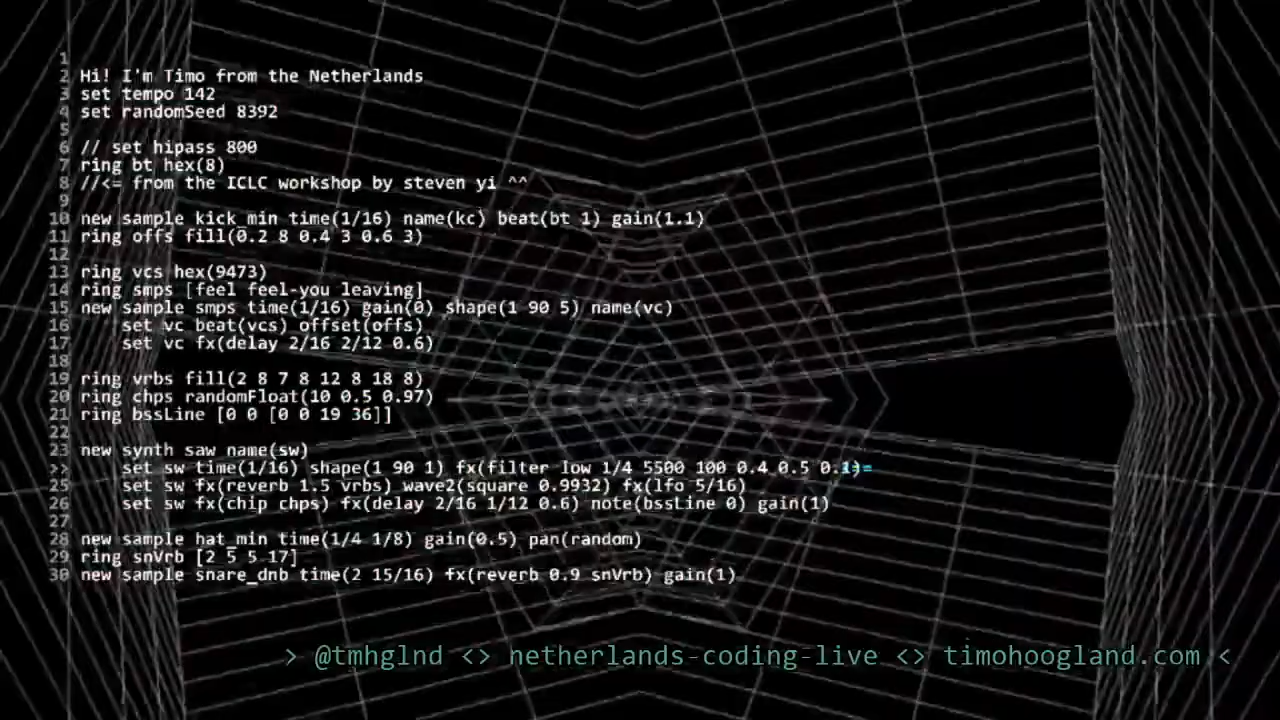 1
2 Hi! I'm Timo from the Netherlands
3 set tempo 142
4 set randomSeed 8392
5
6 // set hipass 800
7 ring bt hex(8)
8 //<= from the ICLC workshop by steven yi ^^
9
10 new sample kick_min time(1/16) name(kc) beat(bt 1) gain(1.1)
11 ring offs fill(0.2 8 0.4 3 0.6 3)
12
13 ring vcs hex(9473)
14 ring smps [feel feel-you leaving]
15 new sample smps time(1/16) gain(0) shape(1 90 5) name(vc)
16 set vc beat(vcs) offset(offs)
17 set vc fx(delay 2/16 2/12 0.6)
18
19 ring vrbs fill(2 8 7 8 12 8 18 8)
20 ring chps randomFloat(10 0.5 0.97)
21 ring bssLine [0 0 [0 0 19 36]]
22
23 new synth saw name(sw)
>> set sw time(1/16) shape(1 90 1) fx(filter low 1/4 5500 100 0.4 0.5 0.1)=
25 set sw fx(reverb 1.5 vrbs) wave2(square 0.9932) fx(lfo 5/16)
26 set sw fx(chip chps) fx(delay 2/16 1/12 0.6) note(bssLine 0) gain(1)
27
28 new sample hat_min time(1/4 1/8) gain(0.5) pan(random)
29 ring snVrb [2 5 5 17]
30 new sample snare_dnb time(2 15/16) fx(reverb 0.9 snVrb) gain(1)
> @tmhglnd <> netherlands-coding-live <> timohoogland.com <